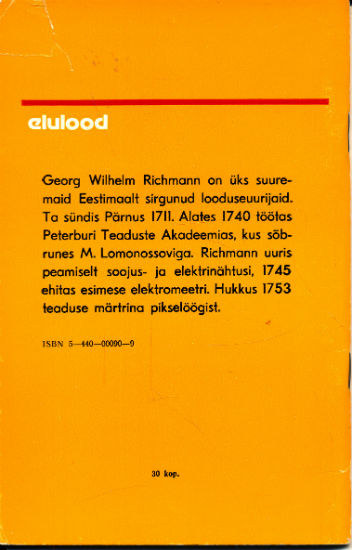 elulood
Georg Wilhelm Richmann on üks suure-
maid Eestimaalt sirgunud looduseuurijaid.
Ta sündis Pärnus 1711. Alates 1740 töötas
Peterburi Teaduste Akadeemias, kus sõb-
runes M. Lomonossoviga. Richmann uuris
peamiselt soojus- ja elektrinähtusi, 1745
ehitas esimese elektromeetri. Hukkus 1753
teaduse märtrina pikselöögist.
ISBN 5—440—00090—9
30 kop.